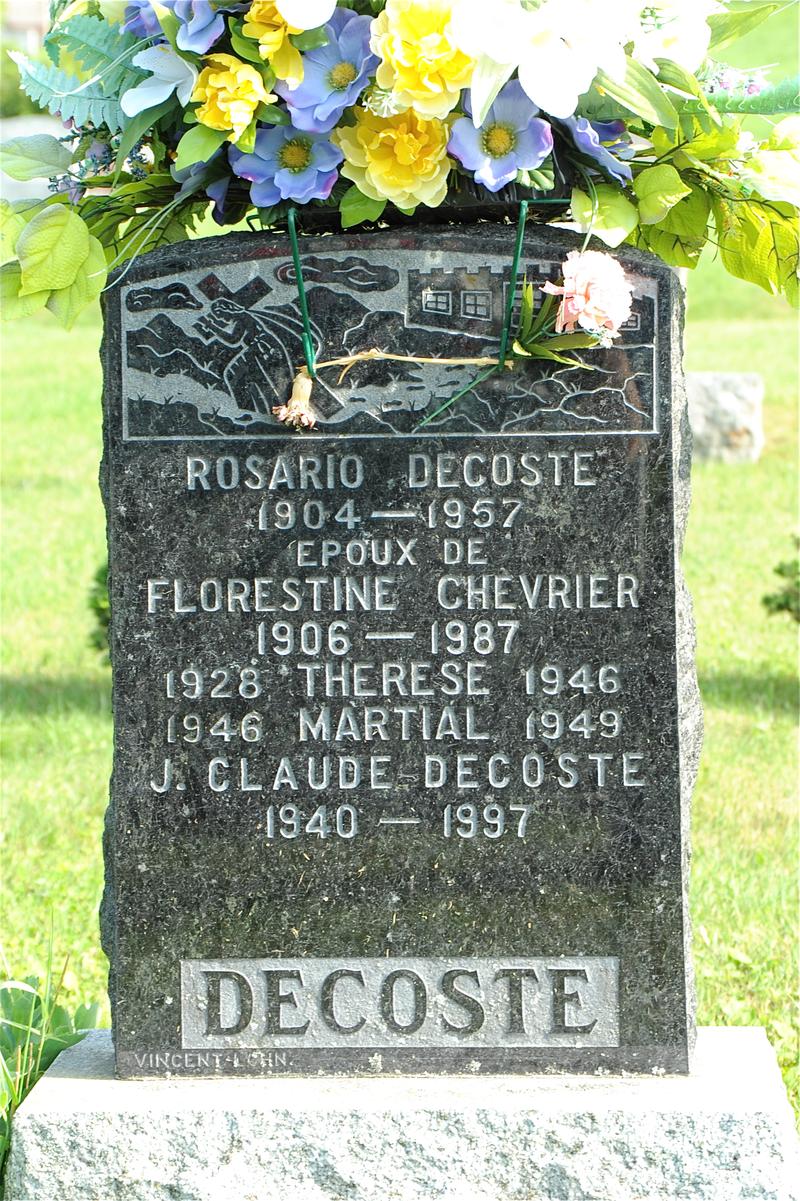 ROSARIO DECOSTE
1904 — 1957
EPOUX DE
FLORESTINE CHEVRIER
1906 — 1987
1928 THERESE 1946
1946 MARTIAL 1949
J. CLAUDE DECOSTE
1940 — 1997
DECOSTE
VINCENT